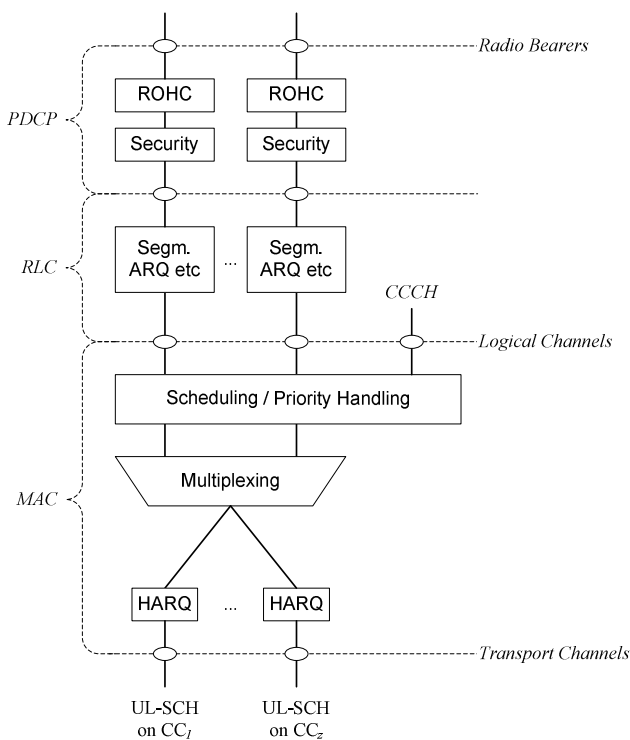 Radio Bearers
ROHC
ROHC
PDCP
Security
Security
Segm.
ARQ etc
...
Segm.
ARQ etc
RLC
CCCH
Logical Channels
Scheduling / Priority Handling
Multiplexing
MAC
HARQ
...
HARQ
Transport Channels
UL-SCH
on CC1
UL-SCH
on CCz